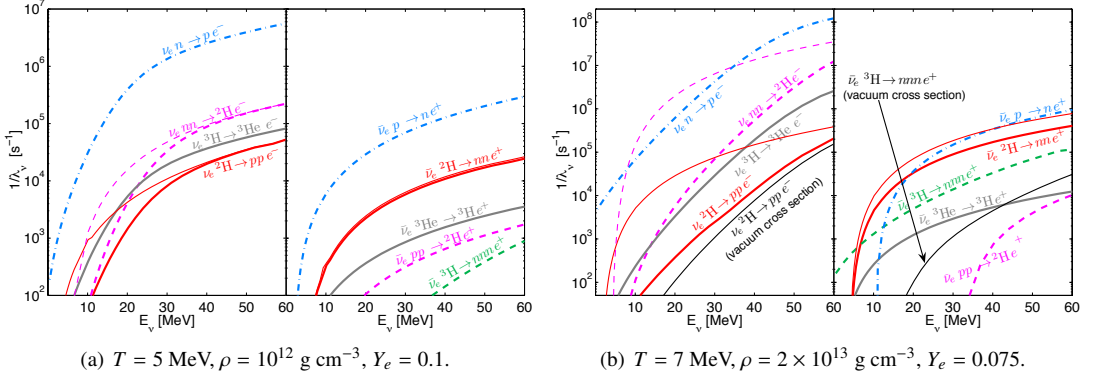 10^7
10^6
10^5
10^4
10^3
10^2
1/λ_ν [s^{-1}]
ν_e n → p e^-
ν_e nn → ^2H e^-
ν_e ^3H → ^3He e^-
ν_e ^2H → pp e^-
10 20 30 40 50 60
E_ν [MeV]
ν̄_e p → n e^+
ν̄_e ^2H → nn e^+
ν̄_e ^3He → ^3H e^+
ν̄_e pp → ^2H e^+
ν̄_e ^3H → nnn e^+
10 20 30 40 50 60
E_ν [MeV]
(a) T = 5 MeV, ρ = 10^{12} g cm^{−3}, Y_e = 0.1.
10^8
10^7
10^6
10^5
10^4
10^3
10^2
1/λ_ν [s^{-1}]
ν_e n → p e^-
ν_e nn → ^2H e^-
ν_e ^3H → ^3He e^-
ν_e ^2H → pp e^-
ν_e ^2H → pp e^-
(vacuum cross section)
10 20 30 40 50 60
E_ν [MeV]
ν̄_e ^3H → nnn e^+
(vacuum cross section)
ν̄_e p → n e^+
ν̄_e ^2H → nn e^+
ν̄_e ^3H → nnn e^+
ν̄_e ^3He → ^3H e^+
ν̄_e pp → ^2H e^+
10 20 30 40 50 60
E_ν [MeV]
(b) T = 7 MeV, ρ = 2 × 10^{13} g cm^{−3}, Y_e = 0.075.